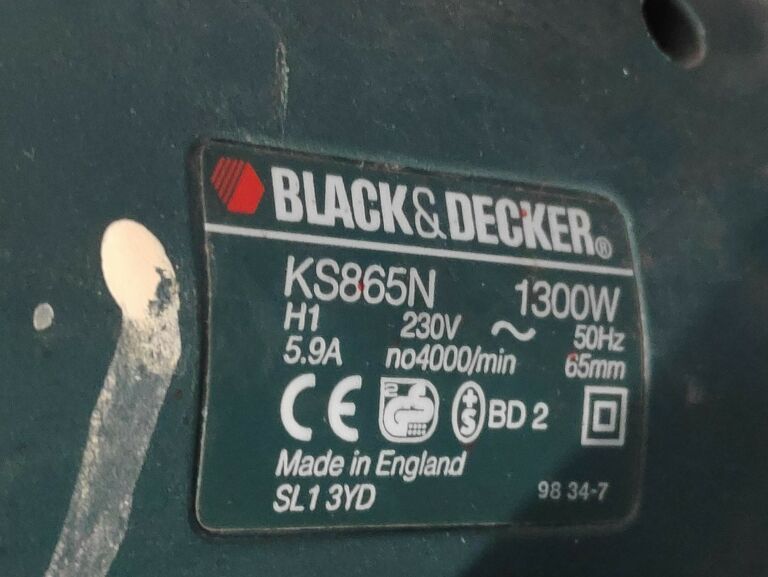 BLACK&DECKER®
KS865N 1300W
H1 230V ~ 50Hz
5.9A no4000/min 65mm
CE 2 +S BD 2
Made in England
SL1 3YD 98 34-7